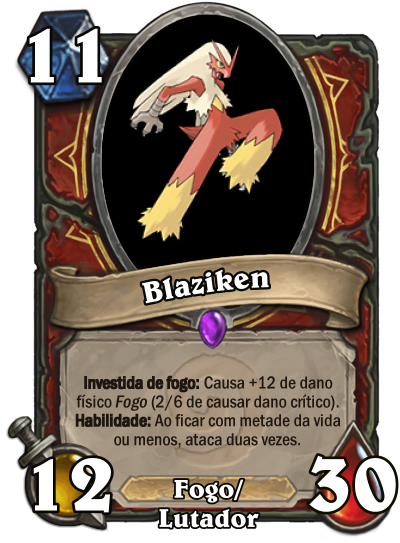 11
Blaziken
Investida de fogo: Causa +12 de dano
físico Fogo (2/6 de causar dano crítico).
Habilidade: Ao ficar com metade da vida
ou menos, ataca duas vezes.
12
Fogo/
Lutador
30